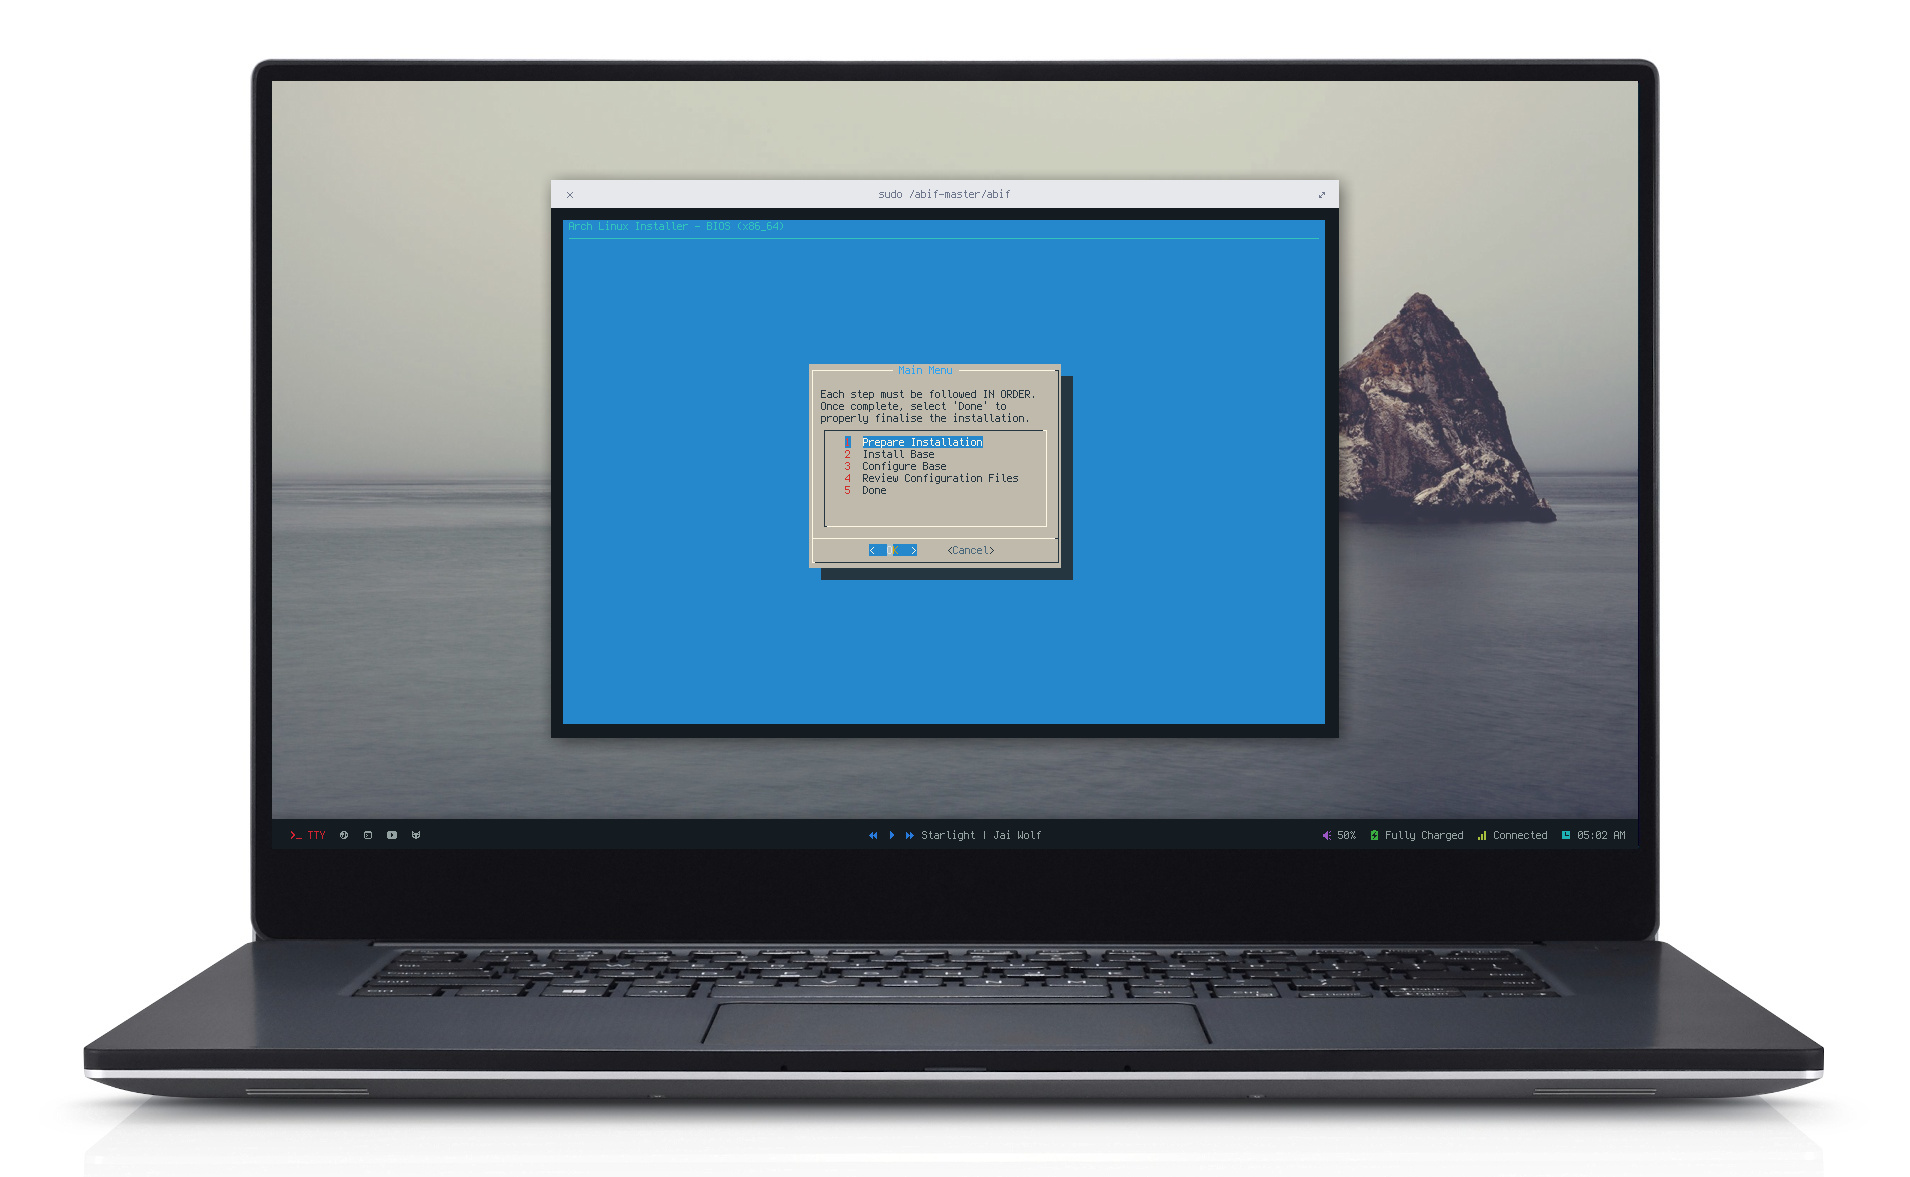 sudo /abif-master/abif
Arch Linux Installer - BIOS (x86_64)
Main Menu
Each step must be followed IN ORDER.
Once complete, select 'Done' to
properly finalise the installation.
Prepare Installation
2 Install Base
3 Configure Base
4 Review Configuration Files
5 Done
< OK > <Cancel>
>_ TTY
Starlight | Jai Wolf
50% Fully Charged Connected 05:02 AM